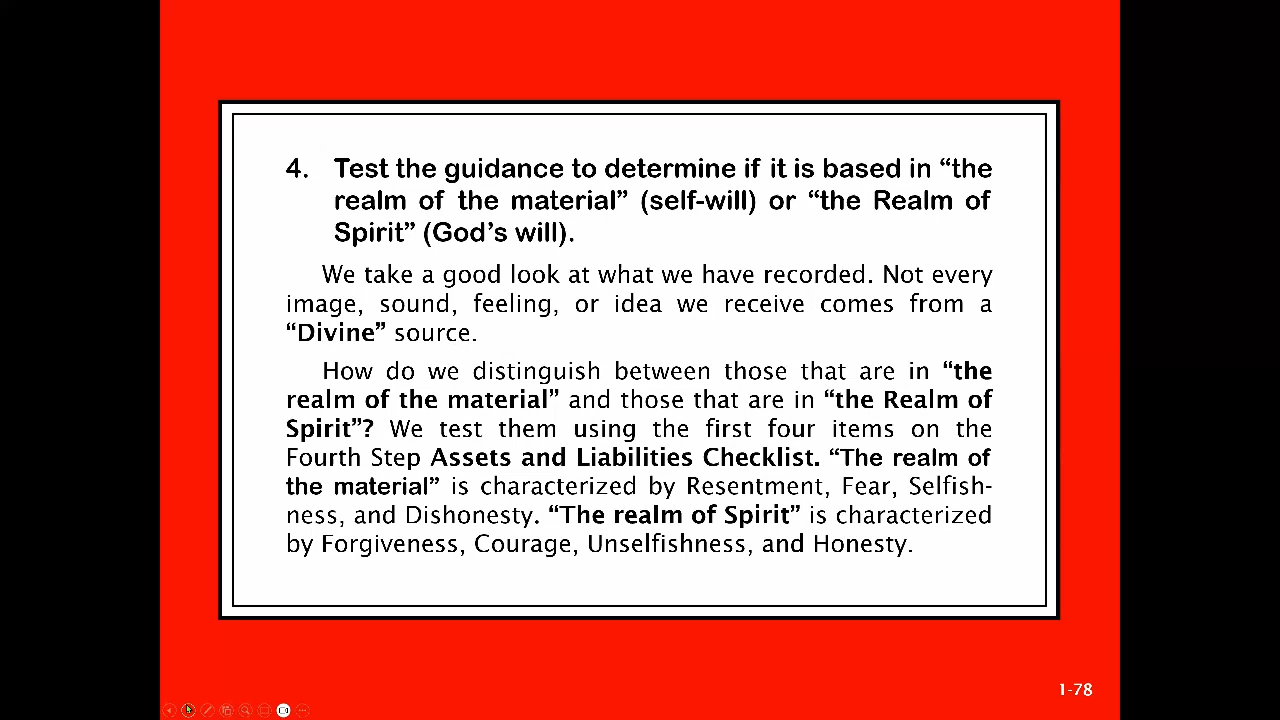 4. Test the guidance to determine if it is based in “the
realm of the material” (self-will) or “the Realm of
Spirit” (God’s will).
We take a good look at what we have recorded. Not every
image, sound, feeling, or idea we receive comes from a
“Divine” source.
How do we distinguish between those that are in “the
realm of the material” and those that are in “the Realm of
Spirit”? We test them using the first four items on the
Fourth Step Assets and Liabilities Checklist. “The realm of
the material” is characterized by Resentment, Fear, Selfish-
ness, and Dishonesty. “The realm of Spirit” is characterized
by Forgiveness, Courage, Unselfishness, and Honesty.
1-78